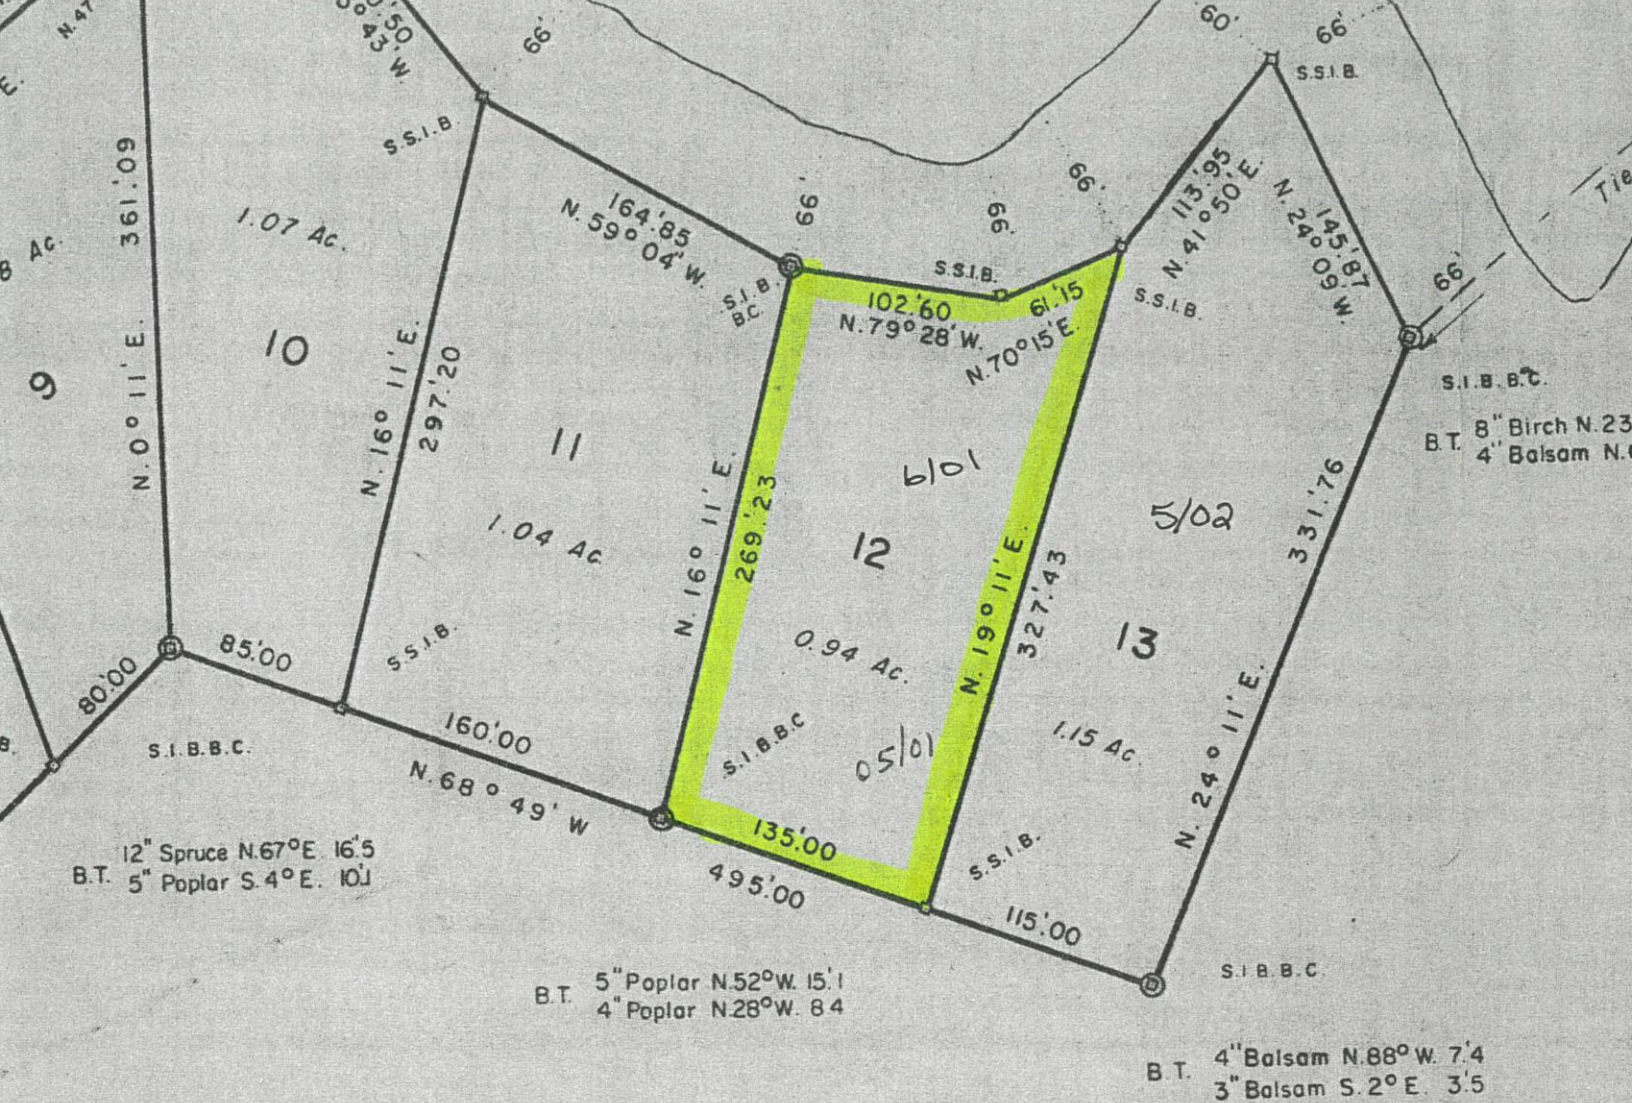 N.47
50
0°43' W.
66'
60'
66'
S.S.I.B.
E.
S.S.I.B
361.'09
N. 0° 11' E.
1.07 Ac.
8 Ac.
10
9
N. 16° 11' E.
297.'20
164.'85
N. 59° 04' W.
66'
66'
66'
S.I.B.
B.C.
S.S.I.B.
102.'60
N. 79° 28' W.
61.'15
N. 70° 15' E.
S.S.I.B.
113.'95
N. 41° 50' E.
145.'87
N. 24° 09' W.
66'
Tie
S.I.B. B.C.
B.T. 8" Birch N. 23
4" Balsam N.
11
1.04 Ac.
N. 16° 11' E.
269.'23
6/01
12
0.94 Ac.
05/01
N. 19° 11' E.
327.'43
5/02
13
1.15 Ac.
331.'76
N. 24° 11' E.
80.'00
85.'00
S.S.I.B.
S.I.B.B.C.
B.
160.'00
N. 68° 49' W
S.I.B.B.C
135.'00
495.'00
S.S.I.B.
115.'00
S.I.B.B.C.
B.T. 12" Spruce N.67°E. 16.'5
5" Poplar S. 4° E. 10.'1
B.T. 5" Poplar N.52°W. 15.'1
4" Poplar N.28°W. 8 4
B.T. 4" Balsam N.88° W. 7.'4
3" Balsam S. 2° E. 3.'5